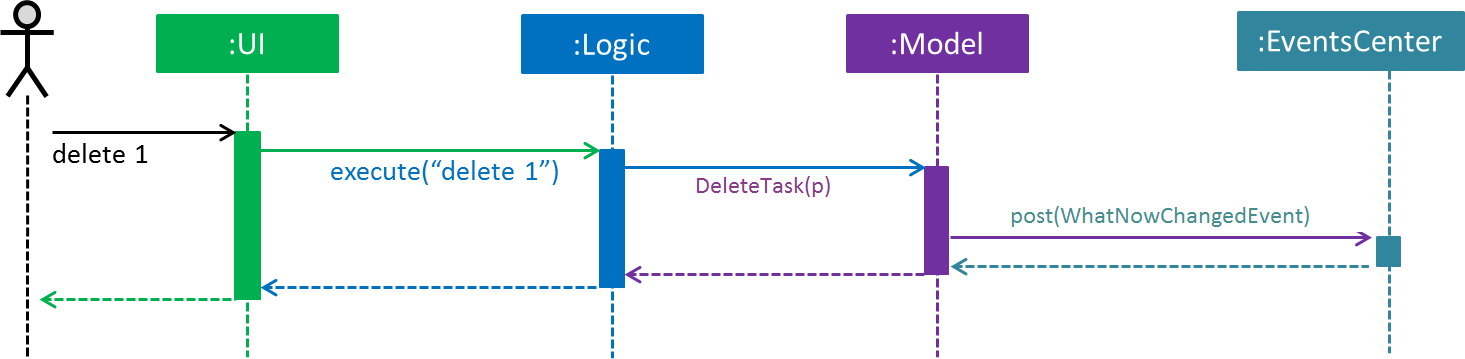 :UI
:Logic
:Model
:EventsCenter
delete 1
execute(“delete 1”)
DeleteTask(p)
post(WhatNowChangedEvent)